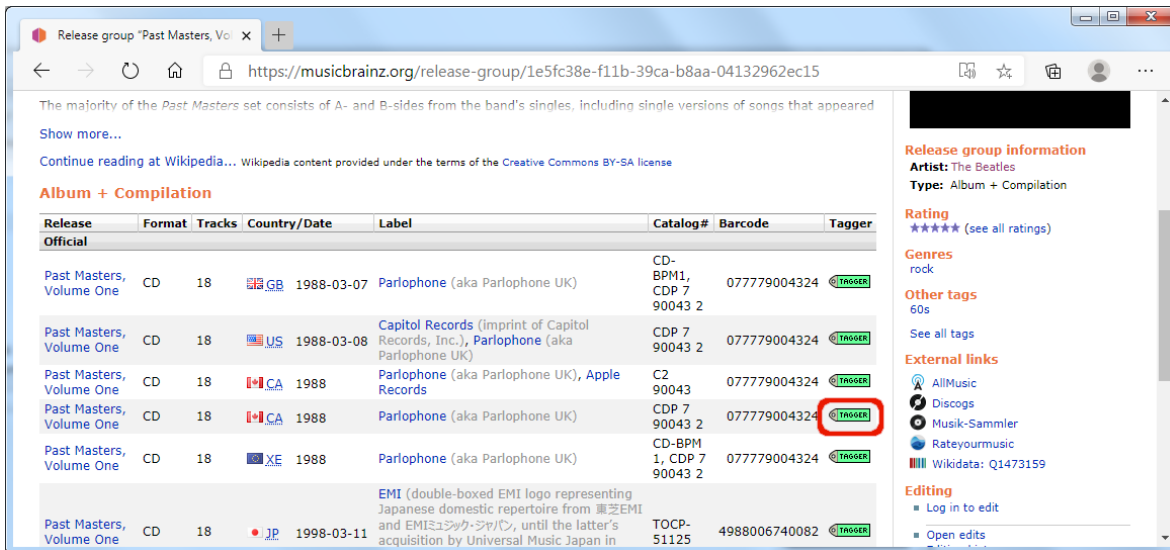 Release group "Past Masters, Vol
https://musicbrainz.org/release-group/1e5fc38e-f11b-39ca-b8aa-04132962ec15
The majority of the Past Masters set consists of A- and B-sides from the band's singles, including single versions of songs that appeared
Show more...
Continue reading at Wikipedia... Wikipedia content provided under the terms of the Creative Commons BY-SA license
Album + Compilation
Release Format Tracks Country/Date Label Catalog# Barcode Tagger
Official
Past Masters, Volume One CD 18 GB 1988-03-07 Parlophone (aka Parlophone UK) CD-BPM1, CDP 7 90043 2 077779004324 TAGGER
Past Masters, Volume One CD 18 US 1988-03-08 Capitol Records (imprint of Capitol Records, Inc.), Parlophone (aka Parlophone UK) CDP 7 90043 2 077779004324 TAGGER
Past Masters, Volume One CD 18 CA 1988 Parlophone (aka Parlophone UK), Apple Records C2 90043 077779004324 TAGGER
Past Masters, Volume One CD 18 CA 1988 Parlophone (aka Parlophone UK) CDP 7 90043 2 077779004324 TAGGER
Past Masters, Volume One CD 18 XE 1988 Parlophone (aka Parlophone UK) CD-BPM 1, CDP 7 90043 2 077779004324 TAGGER
Past Masters, Volume One CD 18 JP 1998-03-11 EMI (double-boxed EMI logo representing Japanese domestic repertoire from 東芝EMI and EMIミュージック・ジャパン, until the latter's acquisition by Universal Music Japan in TOCP-51125 4988006740082 TAGGER
Release group information
Artist: The Beatles
Type: Album + Compilation
Rating
★★★★★ (see all ratings)
Genres
rock
Other tags
60s
See all tags
External links
AllMusic
Discogs
Musik-Sammler
Rateyourmusic
Wikidata: Q1473159
Editing
Log in to edit
Open edits